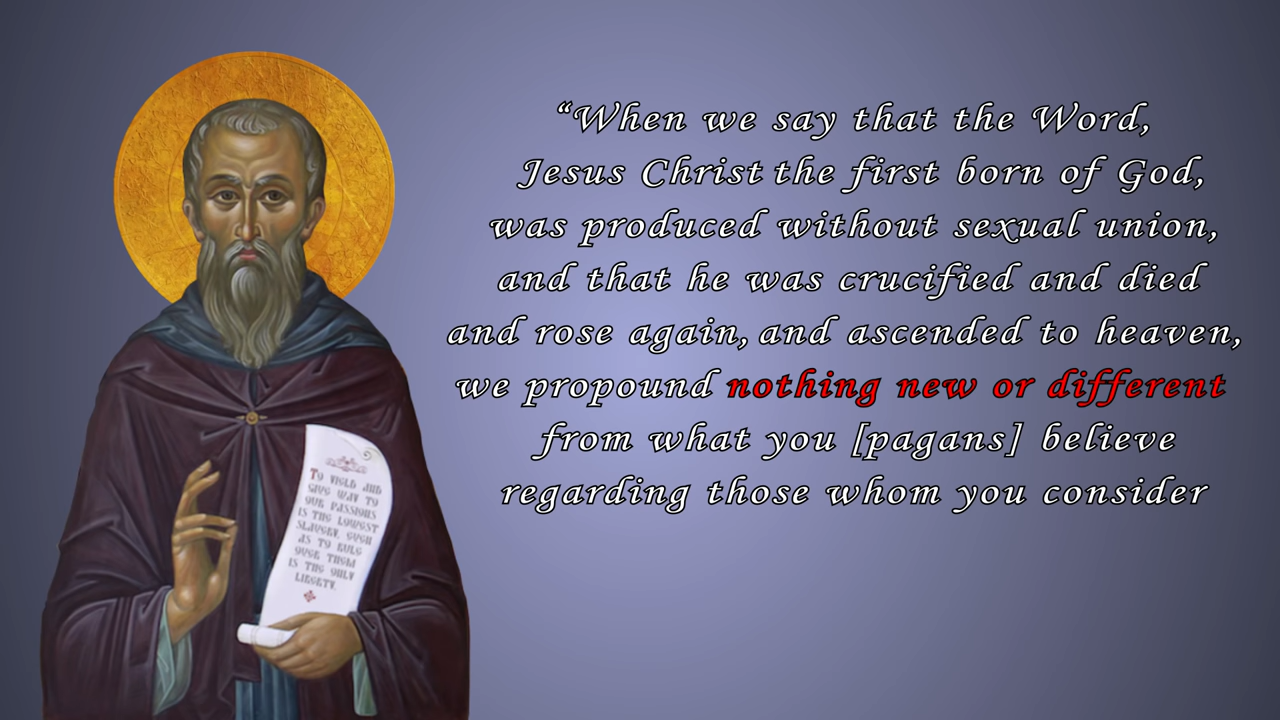 “When we say that the Word,
Jesus Christ the first born of God,
was produced without sexual union,
and that he was crucified and died
and rose again, and ascended to heaven,
we propound nothing new or different
from what you [pagans] believe
regarding those whom you consider
TO YIELD AND
GIVE WAY TO
OUR PASSIONS
IS THE LOWEST
SLAVERY, EVEN
AS TO RULE
OVER THEM
IS THE ONLY
LIBERTY.